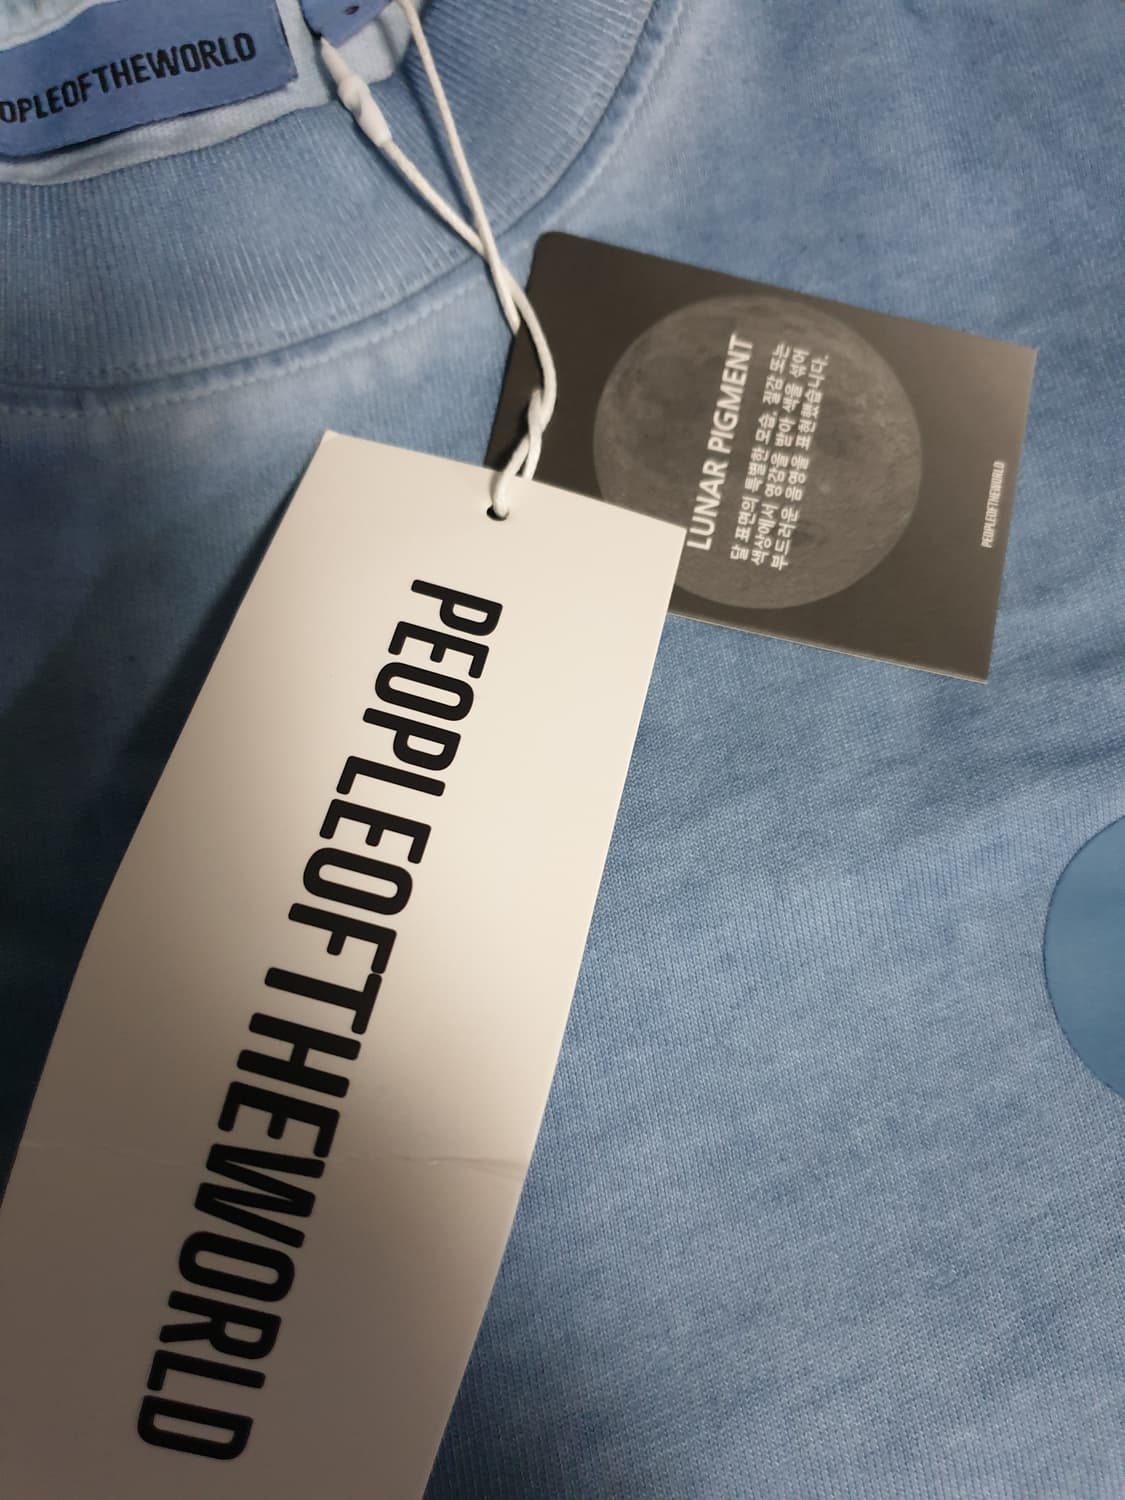 OPLEOFTHEWORLD
LUNAR PIGMENT
달 표면의 특별한 모습, 질감 또는
색상에서 영감을 받아 색을 섞어
부드러운 음영을 표현했습니다.
PEOPLEOFTHEWORLD
PEOPLEOFTHEWORLD